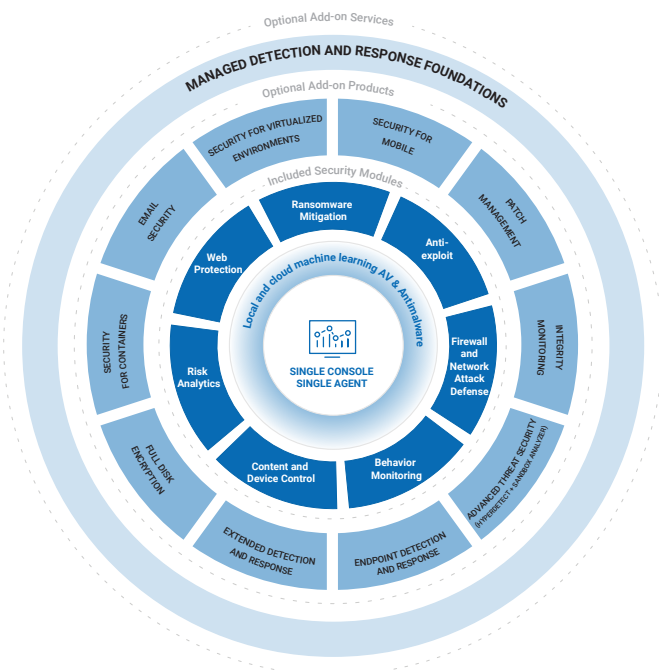 Optional Add-on Services
MANAGED DETECTION AND RESPONSE FOUNDATIONS
Optional Add-on Products
SECURITY FOR VIRTUALIZED
ENVIRONMENTS
SECURITY FOR
MOBILE
PATCH
MANAGEMENT
INTEGRITY
MONITORING
ADVANCED THREAT SECURITY
(HYPERDETECT + SANDBOX ANALYZER)
ENDPOINT DETECTION
AND RESPONSE
EXTENDED DETECTION
AND RESPONSE
FULL DISK
ENCRYPTION
SECURITY
FOR CONTAINERS
EMAIL
SECURITY
Included Security Modules
Ransomware
Mitigation
Anti-
exploit
Firewall
and
Network
Attack
Defense
Behavior
Monitoring
Content and
Device Control
Risk
Analytics
Web
Protection
Local and cloud machine learning AV & Antimalware
SINGLE CONSOLE
SINGLE AGENT